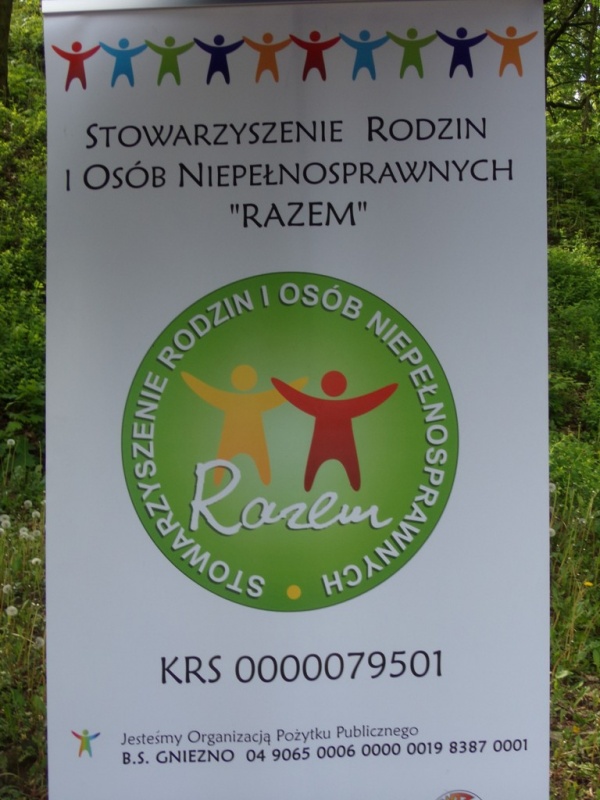 STOWARZYSZENIE RODZIN
I OSÓB NIEPEŁNOSPRAWNYCH
"RAZEM"
STOWARZYSZENIE RODZIN I OSÓB NIEPEŁNOSPRAWNYCH
Razem
KRS 0000079501
Jesteśmy Organizacją Pożytku Publicznego
B.S. GNIEZNO 04 9065 0006 0000 0019 8387 0001